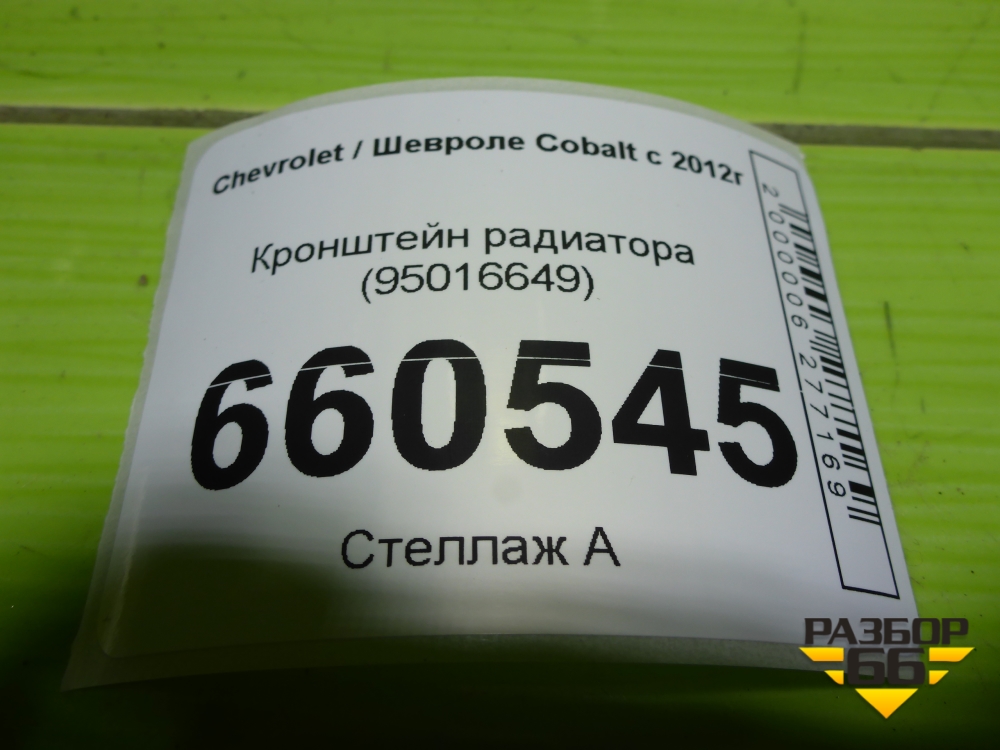 Chevrolet / Шевроле Cobalt с 2012г
Кронштейн радиатора
(95016649)
660545
Стеллаж А
2000006277169
РАЗБОР
66